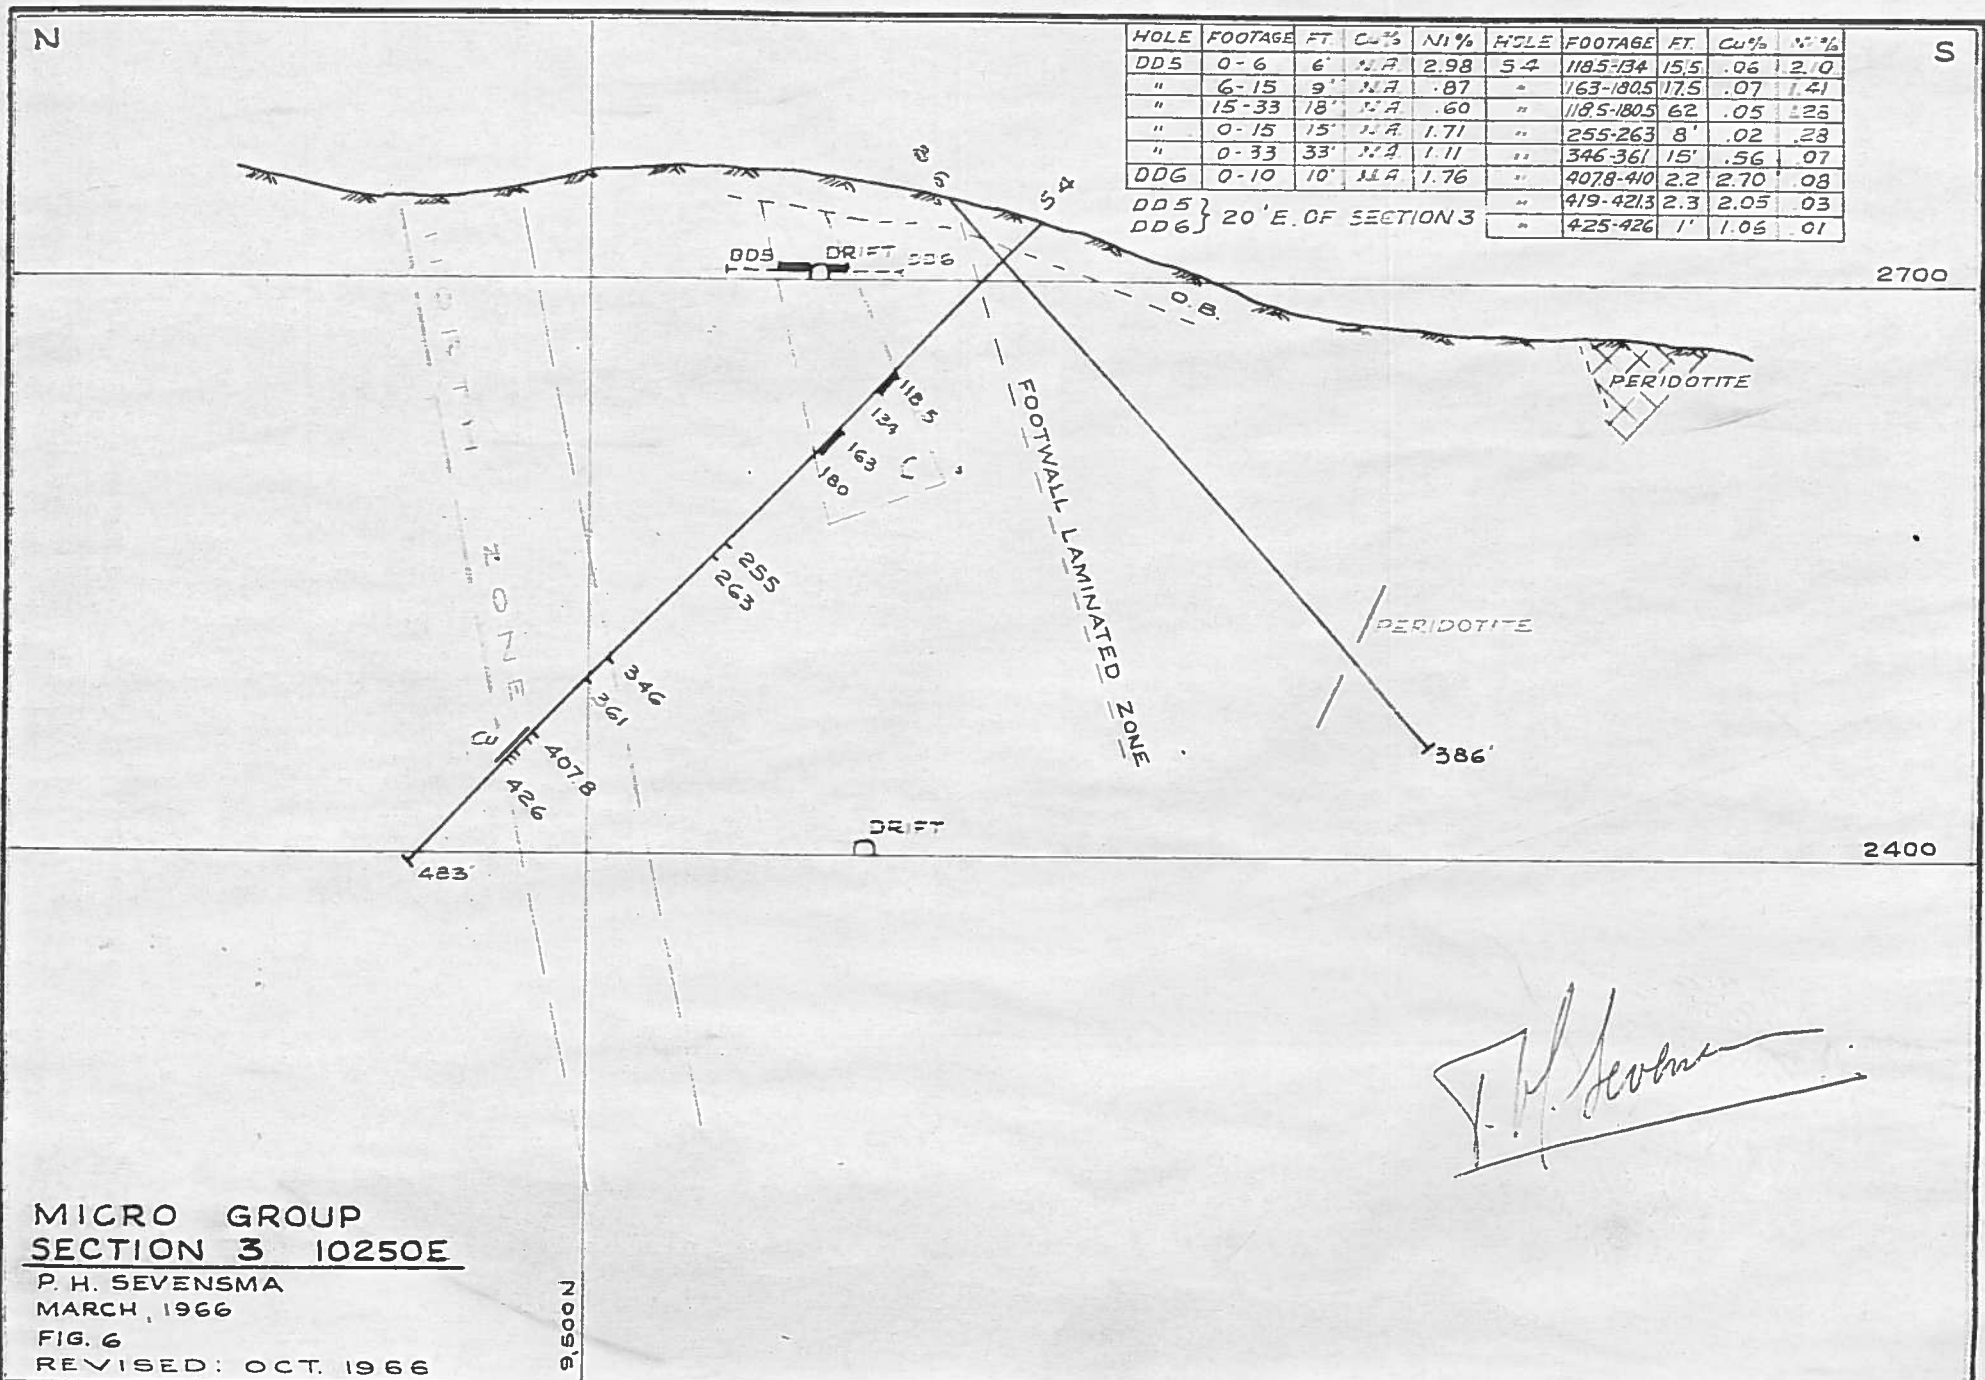 N
S
HOLE FOOTAGE FT. Cu% Ni% HOLE FOOTAGE FT. Cu% Ni%
DD5 0-6 6' N.A. 2.98 S4 118.5-134 15.5 .06 2.10
" 6-15 9' N.A. .87 " 163-180.5 17.5 .07 1.41
" 15-33 18' N.A. .60 " 118.5-180.5 62 .05
" 0-15 15' N.A. 1.71 " 255-263 8' .02 .28
" 0-33 33' N.A. 1.11 " 346-361 15' .56 .07
DD6 0-10 10' N.A. 1.76 " 407.8-410 2.2 2.70 .08
" 419-421.3 2.3 2.05 .03
" 425-426 1' 1.06 .01
DD5
DD6 } 20' E. OF SECTION 3
S4
DD5 DRIFT DD6
2700
O.B.
PERIDOTITE
118.5
134
163
180
FOOTWALL LAMINATED ZONE
255
263
ZONE
PERIDOTITE
346
361
407.8
426
386'
DRIFT
2400
483'
P. H. Sevensma
MICRO GROUP
SECTION 3 10250E
P. H. SEVENSMA
MARCH, 1966
FIG. 6
REVISED: OCT. 1966
9,500N